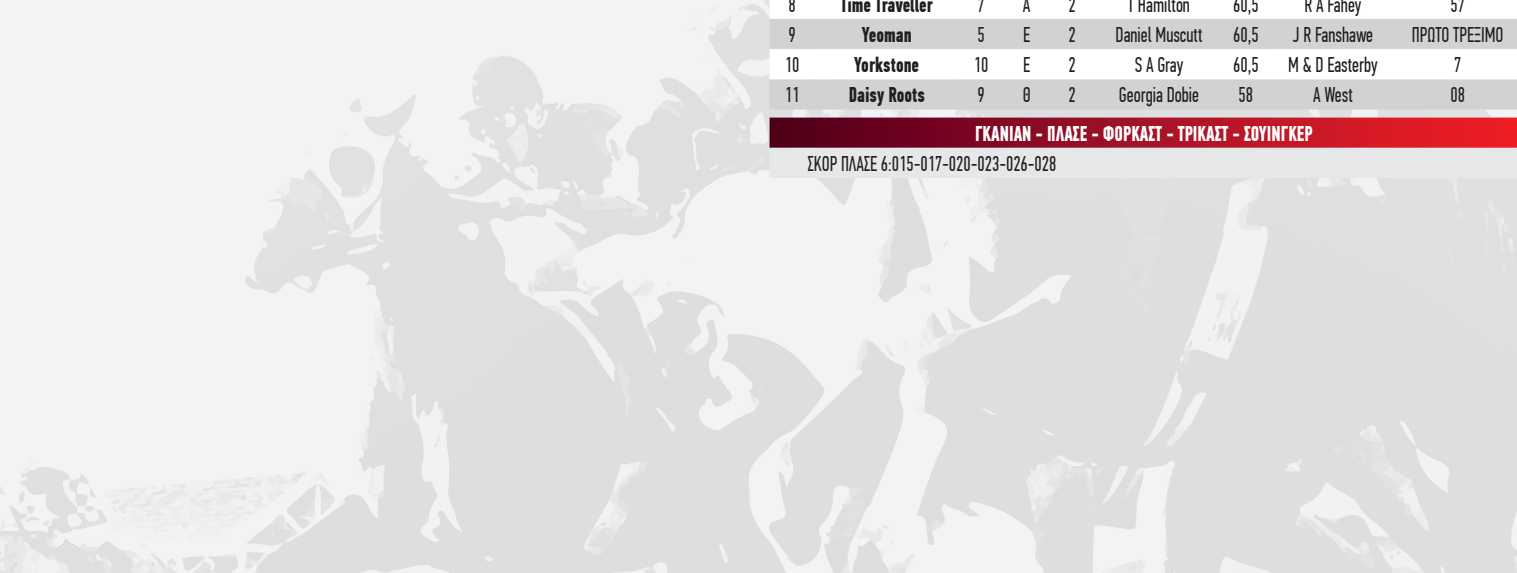 8 Time Traveller 7 Α 2 T Hamilton 60,5 R A Fahey 57
9 Yeoman 5 Ε 2 Daniel Muscutt 60,5 J R Fanshawe ΠΡΩΤΟ ΤΡΕΞΙΜΟ
10 Yorkstone 10 Ε 2 S A Gray 60,5 M & D Easterby 7
11 Daisy Roots 9 Θ 2 Georgia Dobie 58 A West 08
ΓΚΑΝΙΑΝ - ΠΛΑΣΕ - ΦΟΡΚΑΣΤ - ΤΡΙΚΑΣΤ - ΣΟΥΙΝΓΚΕΡ
ΣΚΟΡ ΠΛΑΣΕ 6:015-017-020-023-026-028